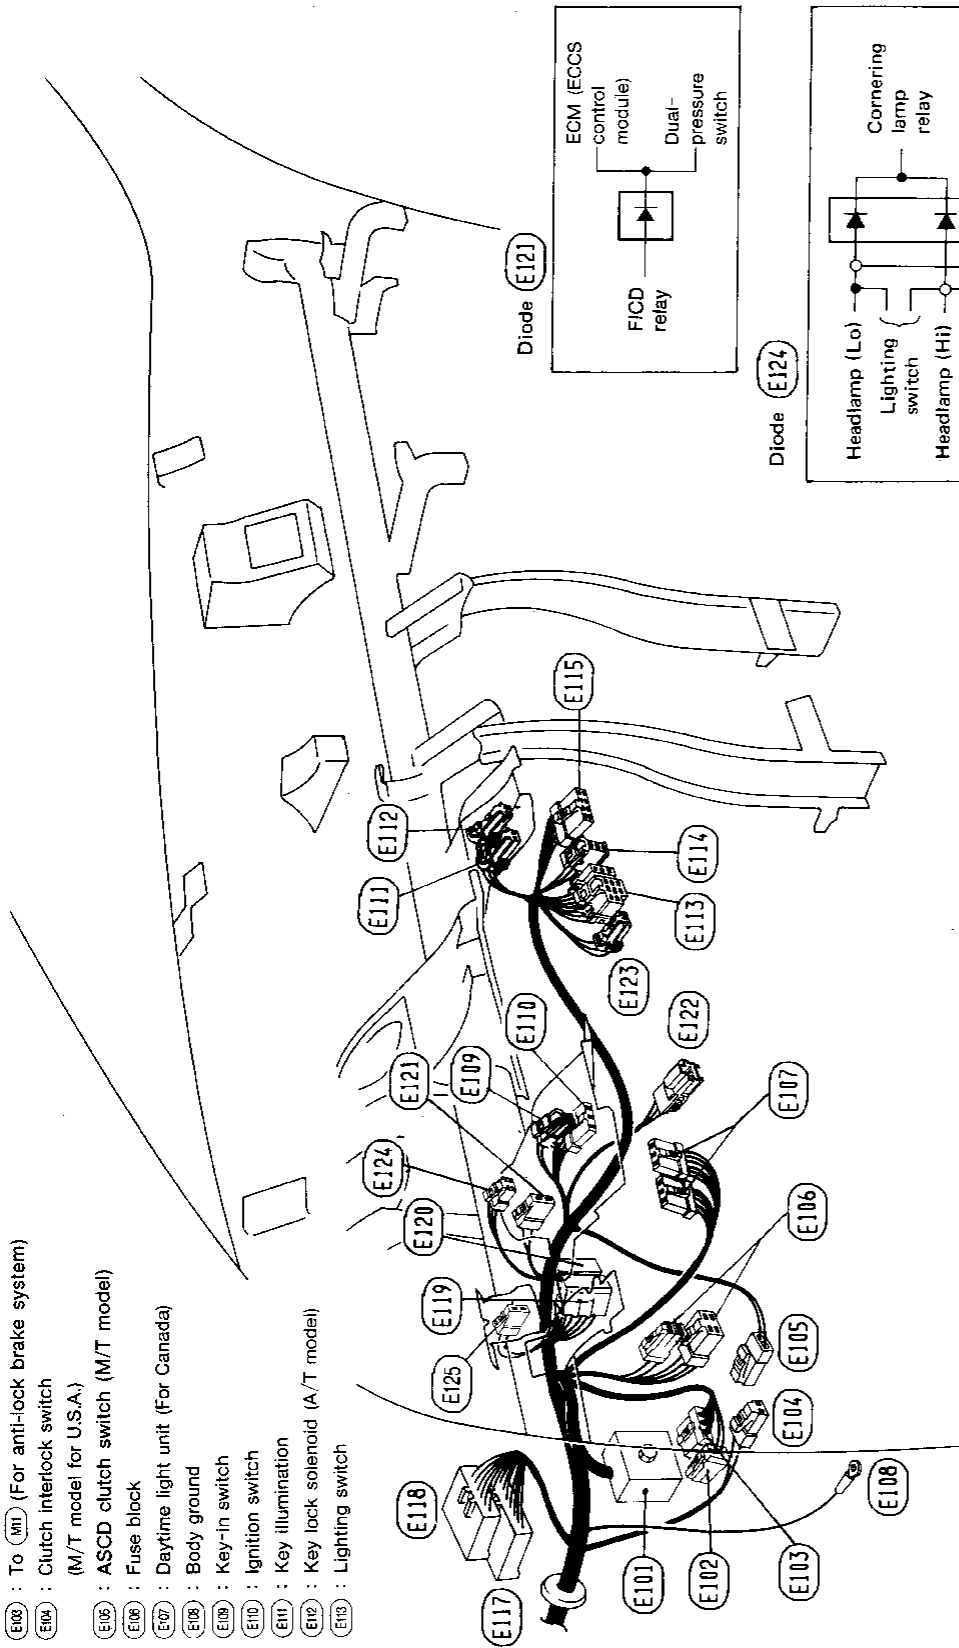 E103 : To M11 (For anti-lock brake system)
E104 : Clutch interlock switch
(M/T model for U.S.A.)
E105 : ASCD clutch switch (M/T model)
E106 : Fuse block
E107 : Daytime light unit (For Canada)
E108 : Body ground
E109 : Key-in switch
E110 : Ignition switch
E111 : Key illumination
E112 : Key lock solenoid (A/T model)
E113 : Lighting switch
E117
E118
E125
E119
E120
E124
E121
E109
E110
E111
E112
E101
E102
E103
E108
E104
E105
E106
E107
E122
E123
E113
E114
E115
Diode E121
FICD
relay
ECM (ECCS
control
module)
Dual-
pressure
switch
Diode E124
Headlamp (Lo)
Lighting
switch
Headlamp (Hi)
Cornering
lamp
relay